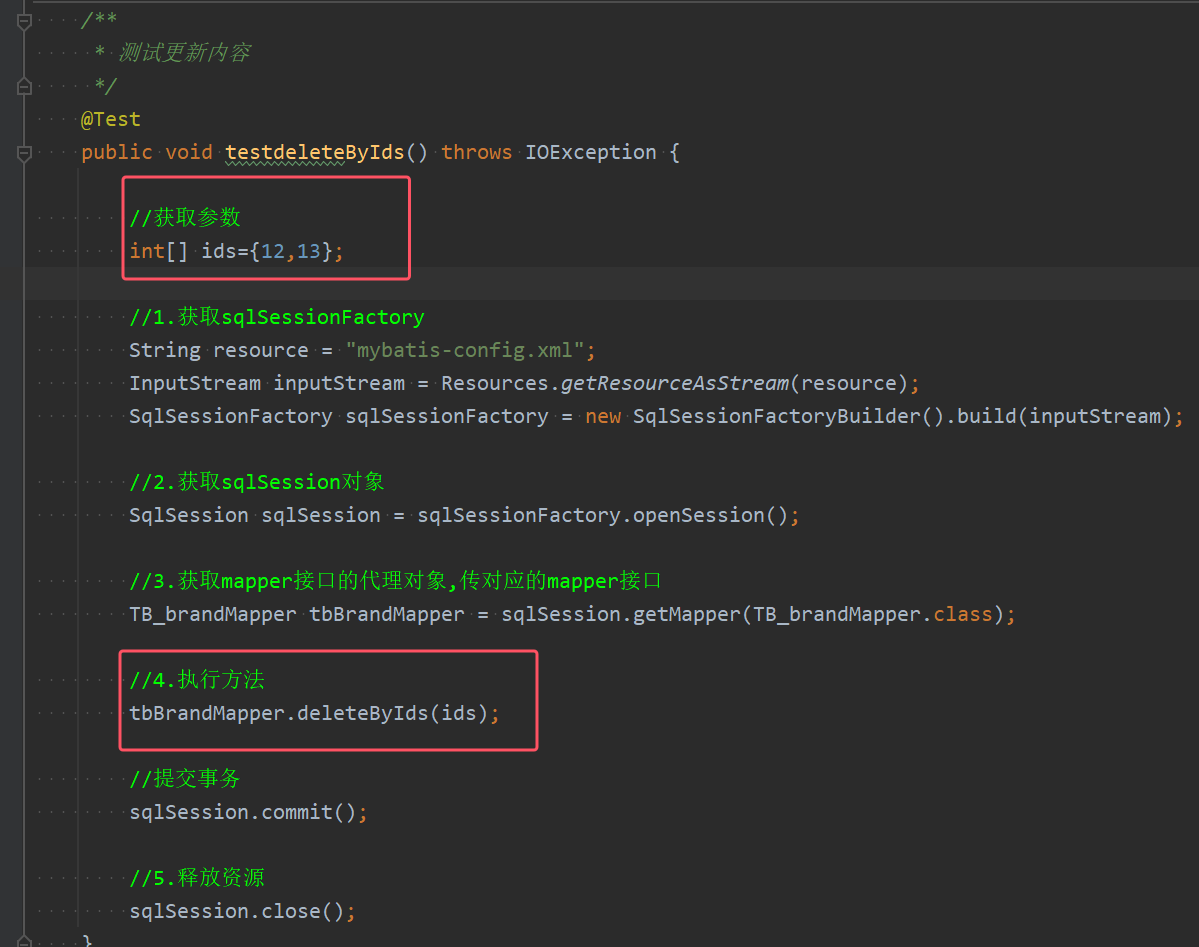 /**
* 测试更新内容
*/
@Test
public void testdeleteByIds() throws IOException {
//获取参数
int[] ids={12,13};
//1.获取sqlSessionFactory
String resource = "mybatis-config.xml";
InputStream inputStream = Resources.getResourceAsStream(resource);
SqlSessionFactory sqlSessionFactory = new SqlSessionFactoryBuilder().build(inputStream);
//2.获取sqlSession对象
SqlSession sqlSession = sqlSessionFactory.openSession();
//3.获取mapper接口的代理对象,传对应的mapper接口
TB_brandMapper tbBrandMapper = sqlSession.getMapper(TB_brandMapper.class);
//4.执行方法
tbBrandMapper.deleteByIds(ids);
//提交事务
sqlSession.commit();
//5.释放资源
sqlSession.close();
}